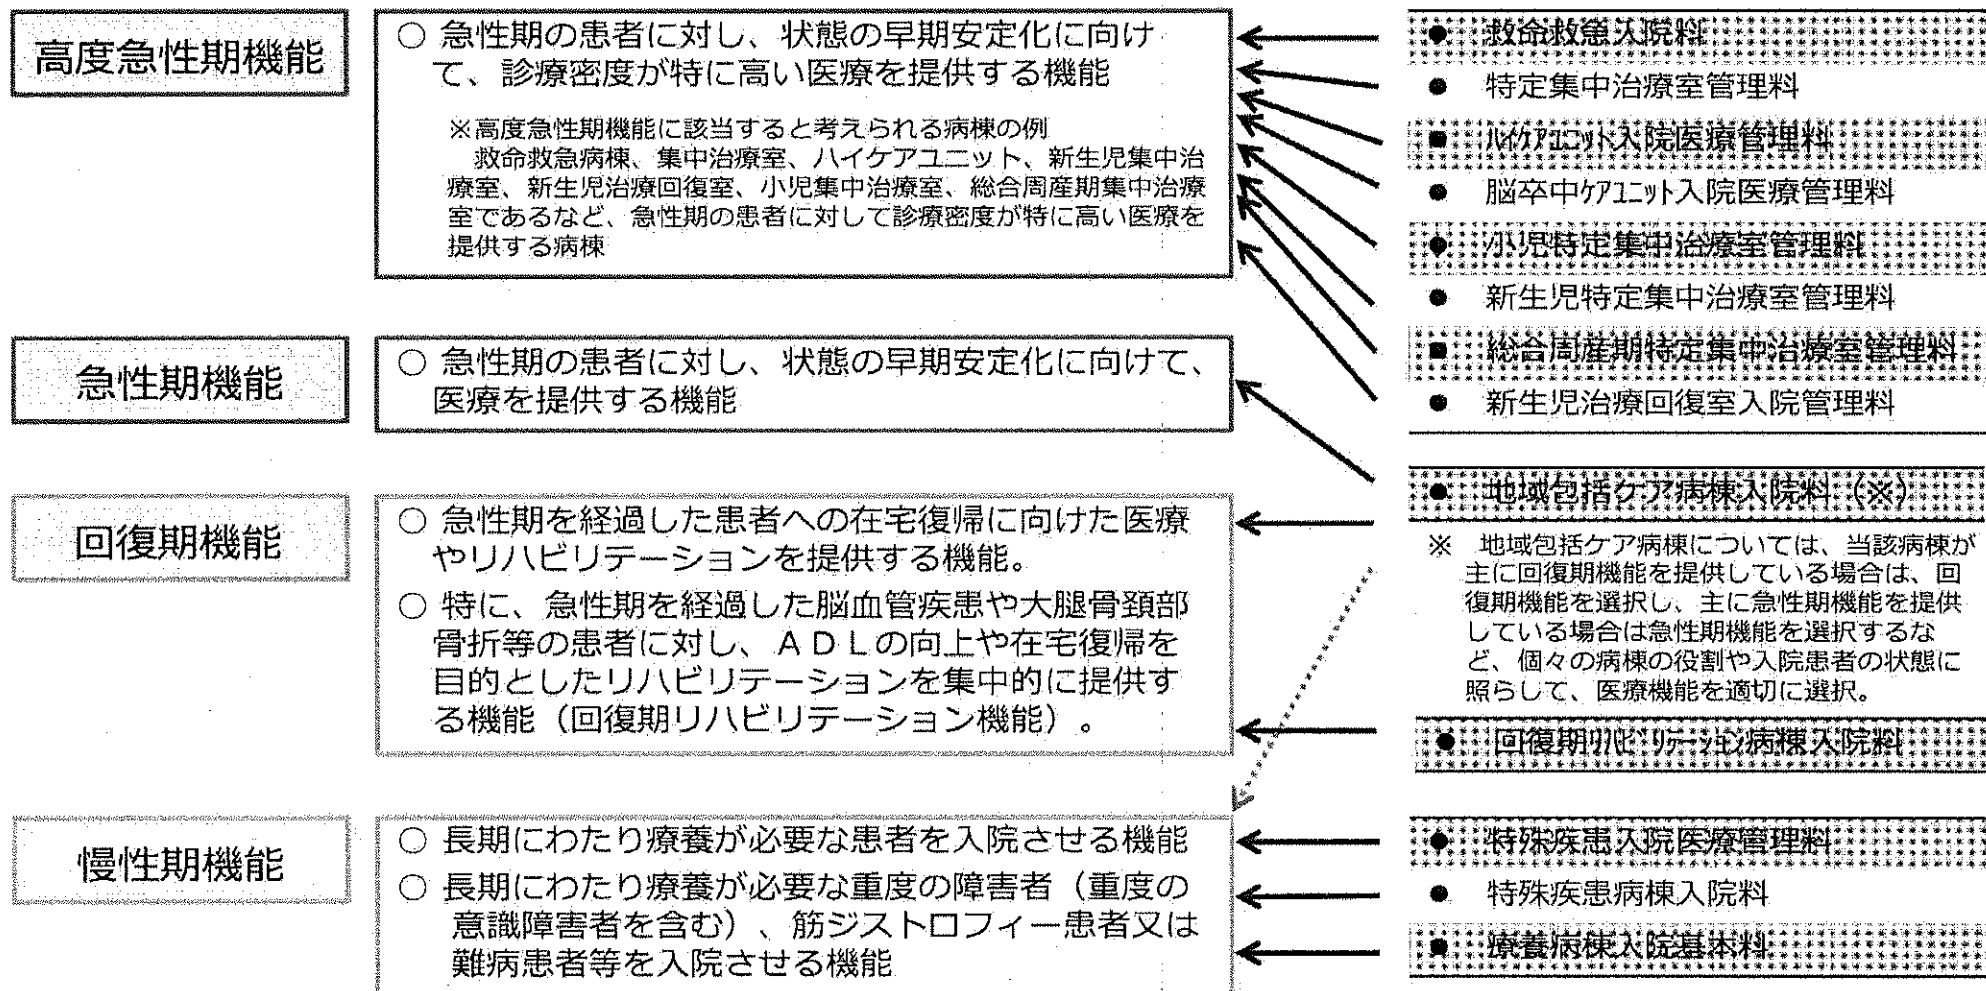 高度急性期機能
○ 急性期の患者に対し、状態の早期安定化に向け
て、診療密度が特に高い医療を提供する機能
※高度急性期機能に該当すると考えられる病棟の例
救命救急病棟、集中治療室、ハイケアユニット、新生児集中治
療室、新生児治療回復室、小児集中治療室、総合周産期集中治療
室であるなど、急性期の患者に対して診療密度が特に高い医療を
提供する病棟
● 救命救急入院料
● 特定集中治療室管理料
■ ﾊｲｹｱﾕﾆｯﾄ入院医療管理料
● 脳卒中ｹｱﾕﾆｯﾄ入院医療管理料
● 小児特定集中治療室管理料
● 新生児特定集中治療室管理料
■ 総合周産期特定集中治療室管理料
● 新生児治療回復室入院管理料
急性期機能
○ 急性期の患者に対し、状態の早期安定化に向けて、
医療を提供する機能
回復期機能
○ 急性期を経過した患者への在宅復帰に向けた医療
やリハビリテーションを提供する機能。
○ 特に、急性期を経過した脳血管疾患や大腿骨頚部
骨折等の患者に対し、ＡＤＬの向上や在宅復帰を
目的としたリハビリテーションを集中的に提供す
る機能（回復期リハビリテーション機能）。
● 地域包括ケア病棟入院料（※）
※ 地域包括ケア病棟については、当該病棟が
主に回復期機能を提供している場合は、回
復期機能を選択し、主に急性期機能を提供
している場合は急性期機能を選択するな
ど、個々の病棟の役割や入院患者の状態に
照らして、医療機能を適切に選択。
● 回復期ﾘﾊﾋﾞﾘﾃｰｼｮﾝ病棟入院料
慢性期機能
○ 長期にわたり療養が必要な患者を入院させる機能
○ 長期にわたり療養が必要な重度の障害者（重度の
意識障害者を含む）、筋ジストロフィー患者又は
難病患者等を入院させる機能
● 特殊疾患入院医療管理料
● 特殊疾患病棟入院料
■ 療養病棟入院基本料